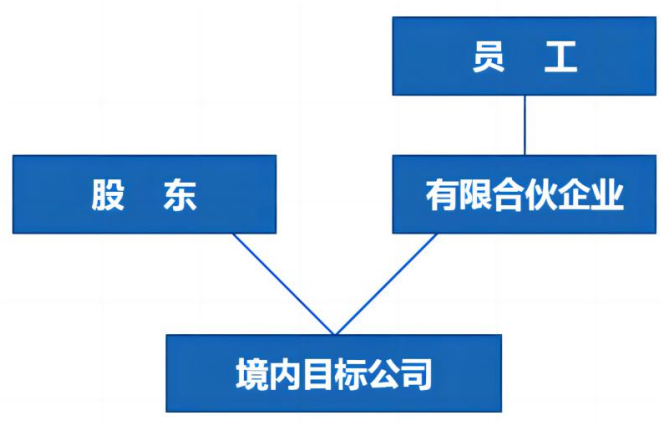 员 工
股 东
有限合伙企业
境内目标公司